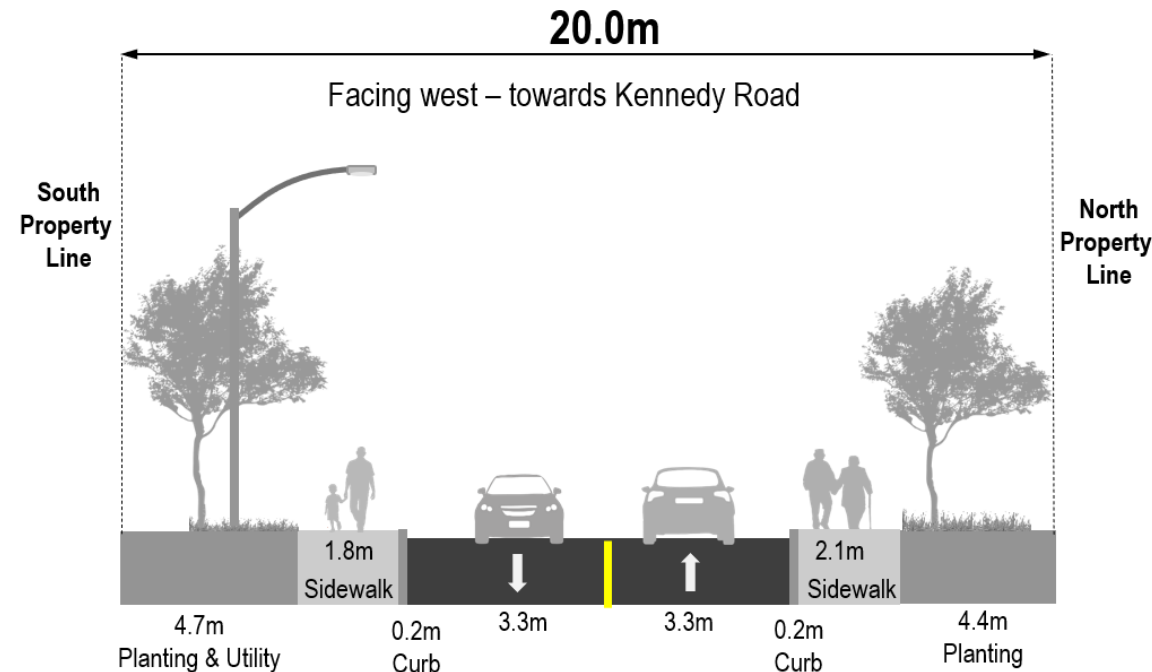 20.0m
Facing west – towards Kennedy Road
South
Property
Line
North
Property
Line
1.8m
Sidewalk
2.1m
Sidewalk
4.7m
Planting & Utility
0.2m
Curb
3.3m
3.3m
0.2m
Curb
4.4m
Planting